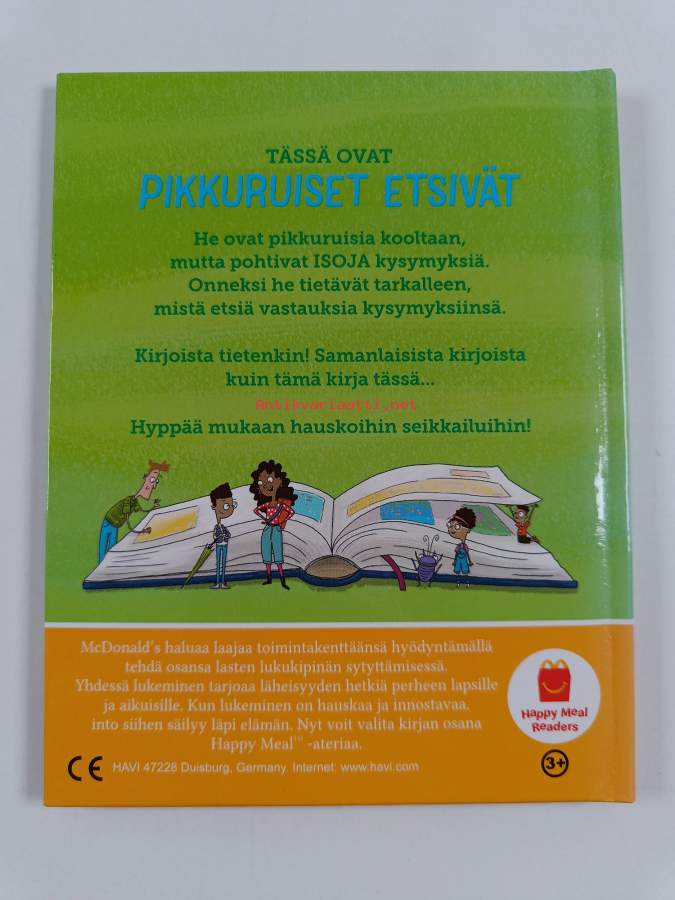 TÄSSÄ OVAT
PIKKURUISET ETSIVÄT
He ovat pikkuruisia kooltaan,
mutta pohtivat ISOJA kysymyksiä.
Onneksi he tietävät tarkalleen,
mistä etsiä vastauksia kysymyksiinsä.
Kirjoista tietenkin! Samanlaisista kirjoista
kuin tämä kirja tässä...
Antikvariaatti.net
Hyppää mukaan hauskoihin seikkailuihin!
McDonald's haluaa laajaa toimintakenttäänsä hyödyntämällä
tehdä osansa lasten lukukipinän sytyttämisessä.
Yhdessä lukeminen tarjoaa läheisyyden hetkiä perheen lapsille
ja aikuisille. Kun lukeminen on hauskaa ja innostavaa,
into siihen säilyy läpi elämän. Nyt voit valita kirjan osana
Happy Meal™ -ateriaa.
Happy Meal
Readers
CE HAVI 47228 Duisburg, Germany. Internet: www.havi.com
3+